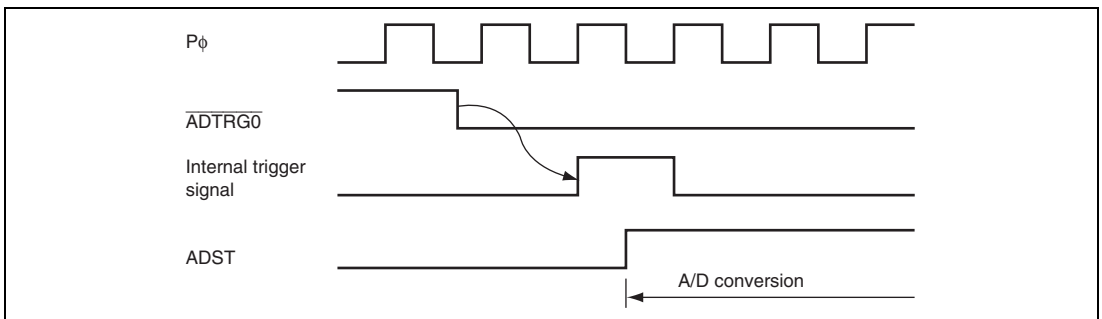 Pϕ
ADTRG0
Internal trigger
signal
ADST
A/D conversion